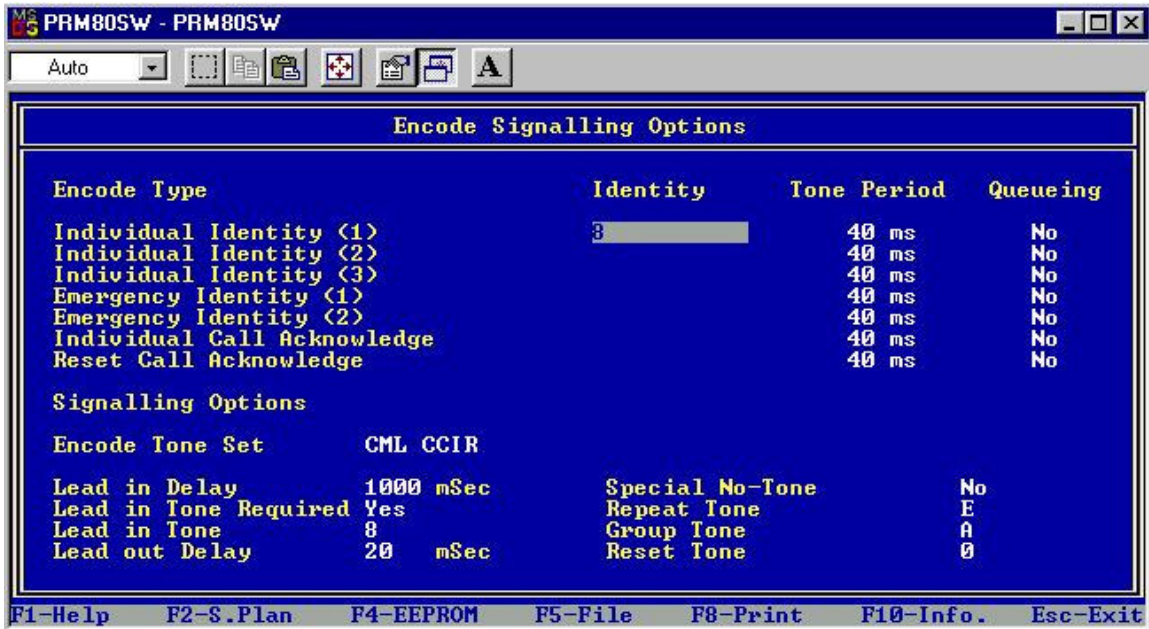 PRM80SW - PRM80SW
Auto A
Encode Signalling Options
Encode Type Identity Tone Period Queueing
Individual Identity (1) 8 40 ms No
Individual Identity (2) 40 ms No
Individual Identity (3) 40 ms No
Emergency Identity (1) 40 ms No
Emergency Identity (2) 40 ms No
Individual Call Acknowledge 40 ms No
Reset Call Acknowledge 40 ms No
Signalling Options
Encode Tone Set CML CCIR
Lead in Delay 1000 mSec Special No-Tone No
Lead in Tone Required Yes Repeat Tone E
Lead in Tone 8 Group Tone A
Lead out Delay 20 mSec Reset Tone 0
F1-Help F2-S.Plan F4-EEPROM F5-File F8-Print F10-Info. Esc-Exit